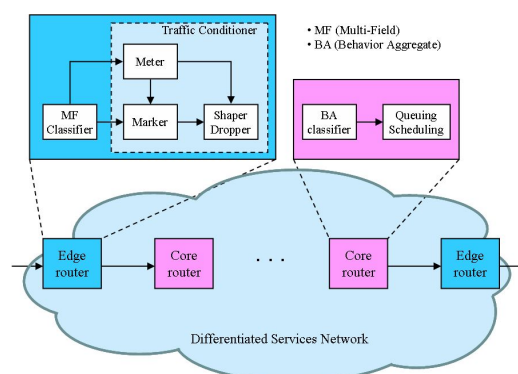 Traffic Conditioner
Meter
MF
Classifier
Marker
Shaper
Dropper
• MF (Multi-Field)
• BA (Behavior Aggregate)
BA
classifier
Queuing
Scheduling
Edge
router
Core
router
. . .
Core
router
Edge
router
Differentiated Services Network